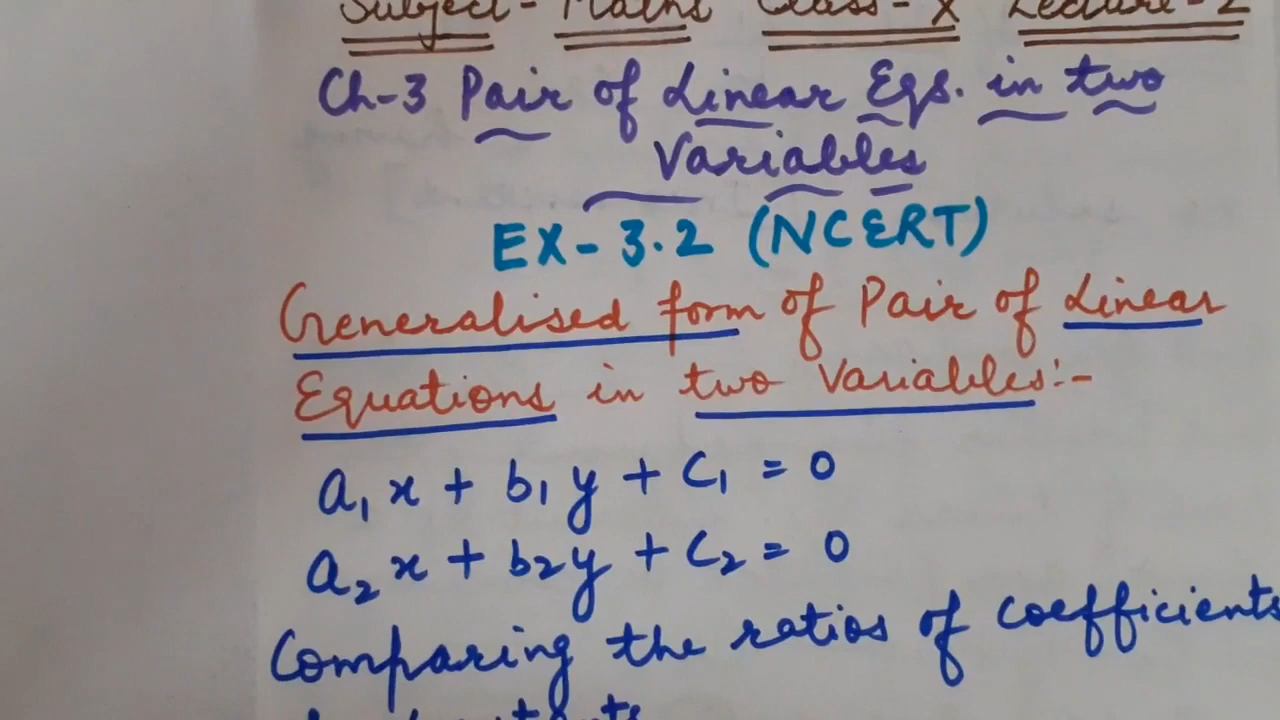 Subject- Maths Class- X Lecture- 2
Ch-3 Pair of Linear Eqs. in two
Variables
EX- 3.2 (NCERT)
Generalised form of Pair of Linear
Equations in two Variables:-
a₁x + b₁y + c₁ = 0
a₂x + b₂y + c₂ = 0
Comparing the ratios of coefficients